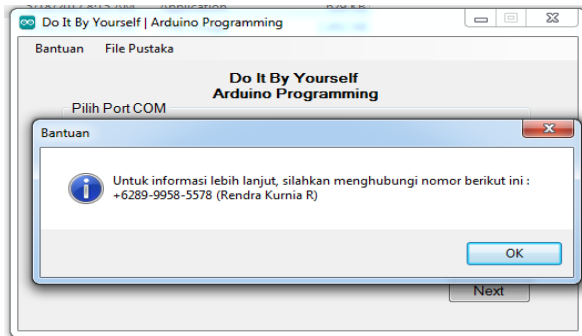 Do It By Yourself | Arduino Programming
Bantuan File Pustaka
Do It By Yourself
Arduino Programming
Pilih Port COM
Bantuan
Untuk informasi lebih lanjut, silahkan menghubungi nomor berikut ini :
+6289-9958-5578 (Rendra Kurnia R)
OK
Next